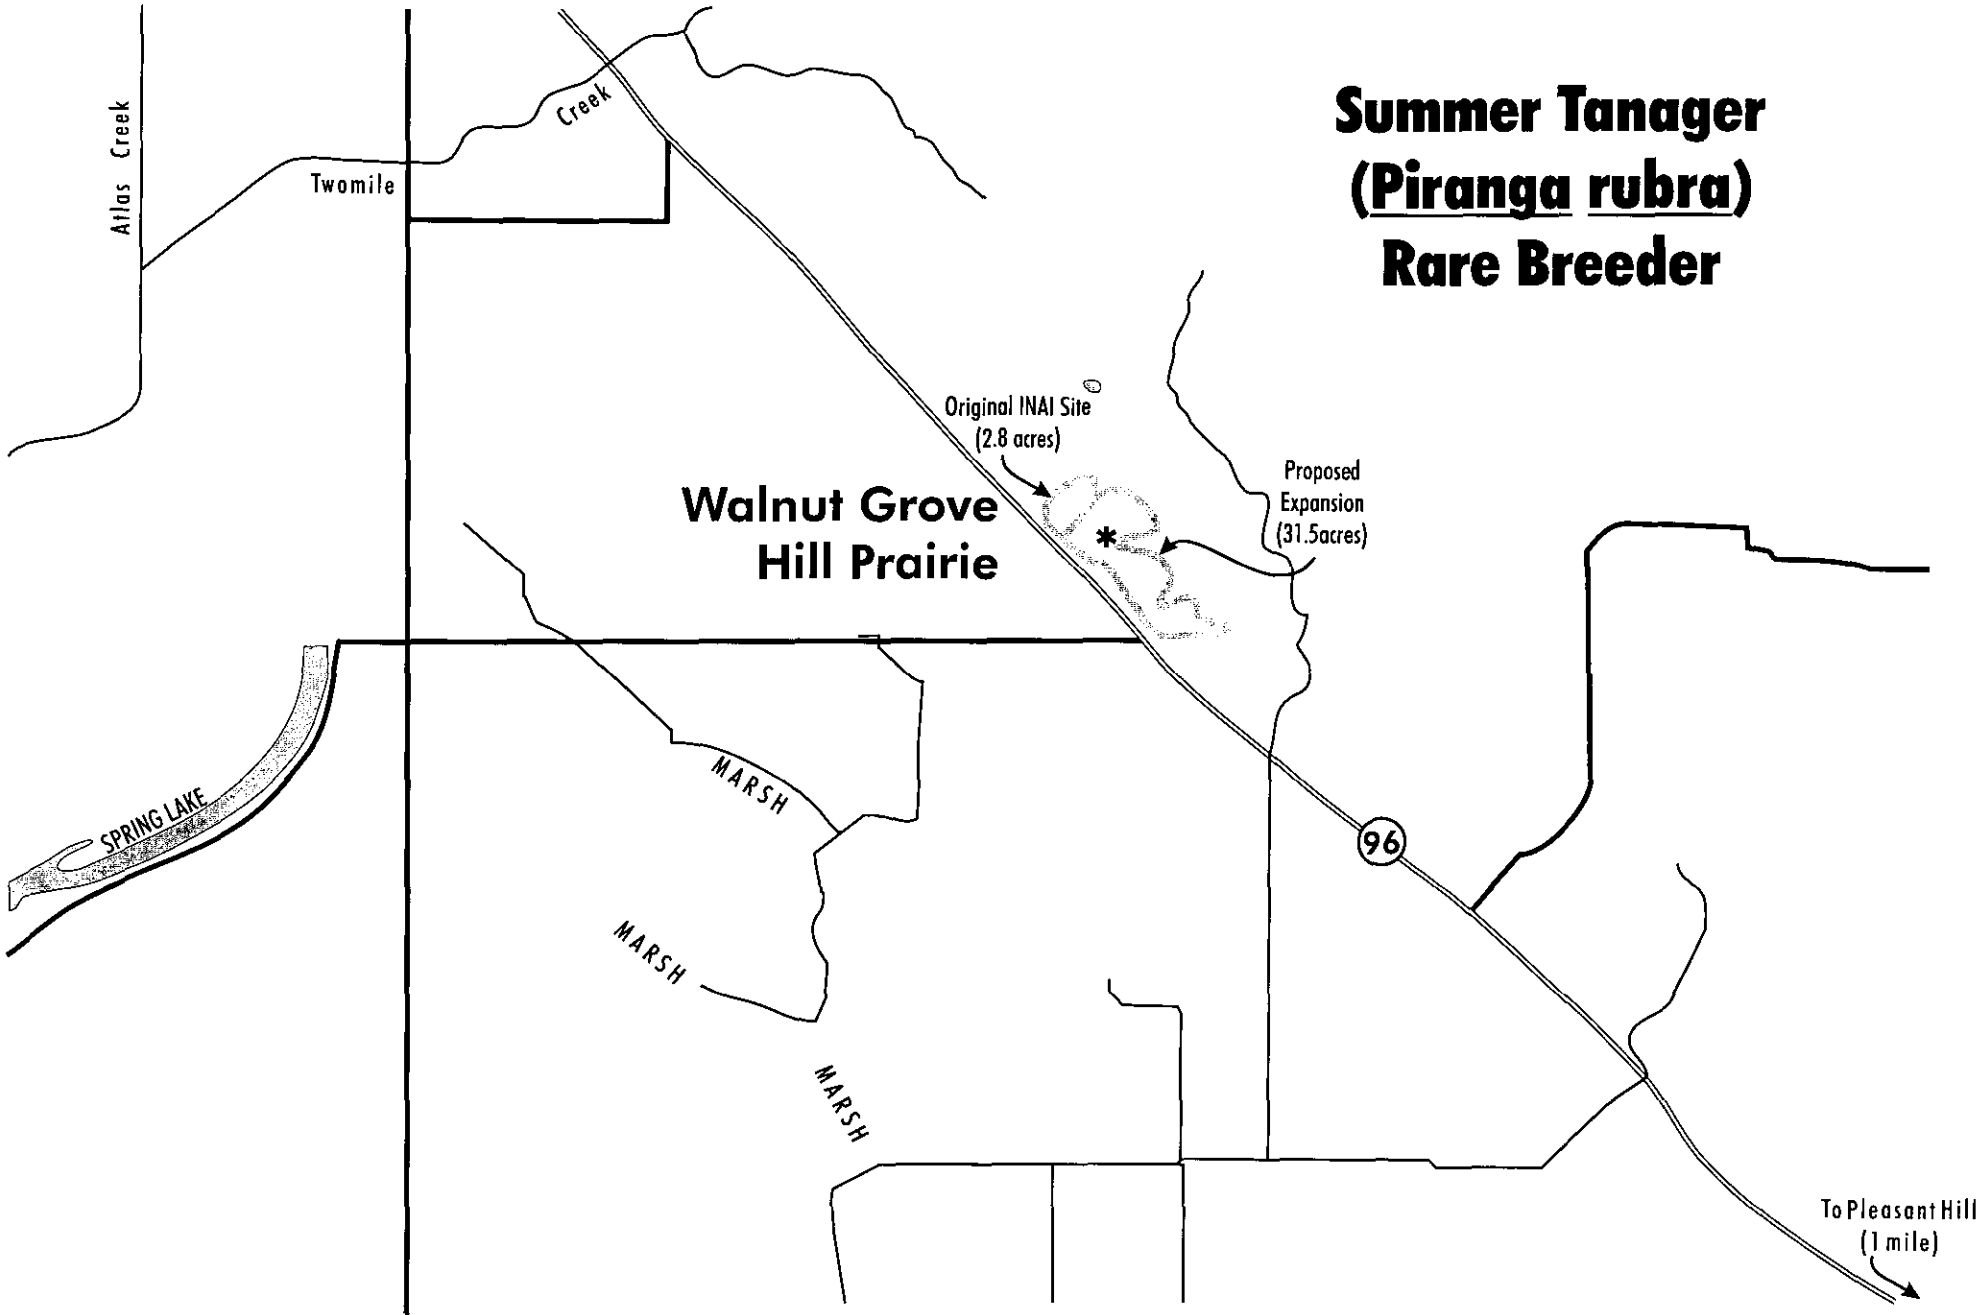 Summer Tanager
(Piranga rubra)
Rare Breeder
Atlas Creek
Twomile
Creek
Original INAI Site
(2.8 acres)
Proposed
Expansion
(31.5acres)
Walnut Grove
Hill Prairie
*
SPRING LAKE
MARSH
96
MARSH
MARSH
To Pleasant Hill
(1 mile)